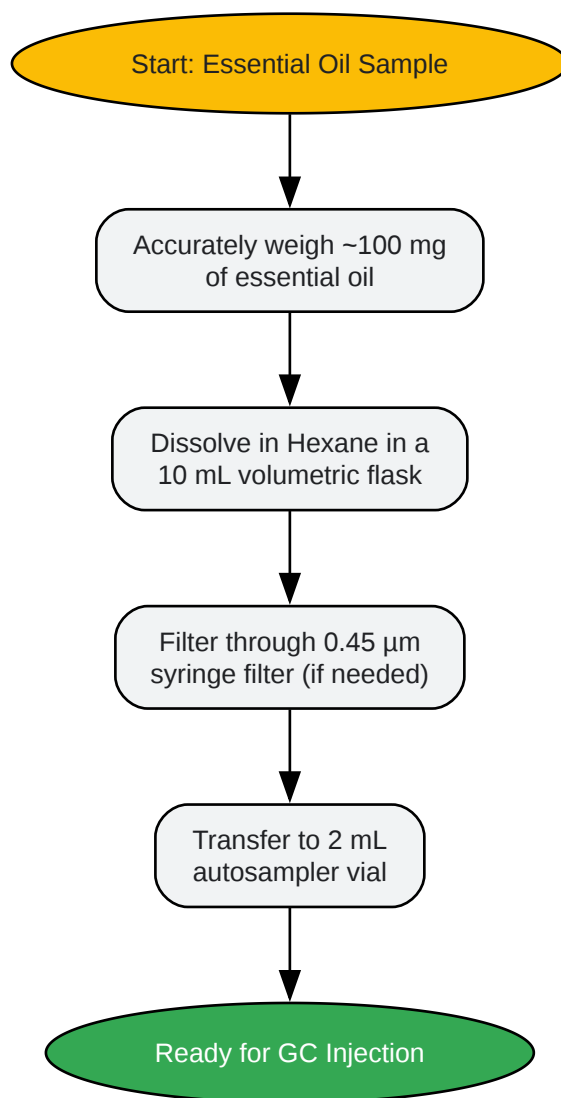 Start: Essential Oil Sample
Accurately weigh ~100 mg
of essential oil
Dissolve in Hexane in a
10 mL volumetric flask
Filter through 0.45 µm
syringe filter (if needed)
Transfer to 2 mL
autosampler vial
Ready for GC Injection